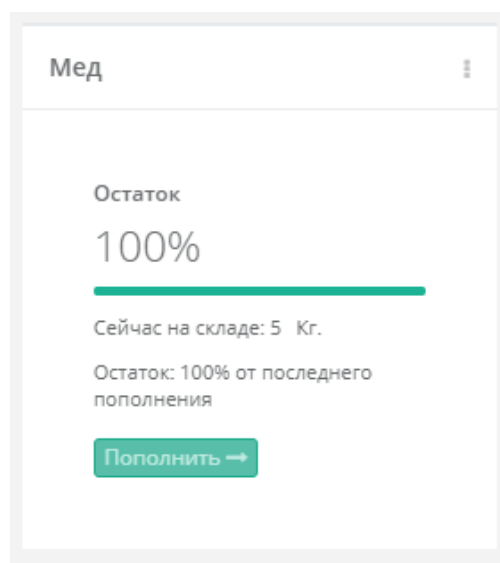 Мед
Остаток
100%
Сейчас на складе: 5 Кг.
Остаток: 100% от последнего
пополнения
Пополнить →